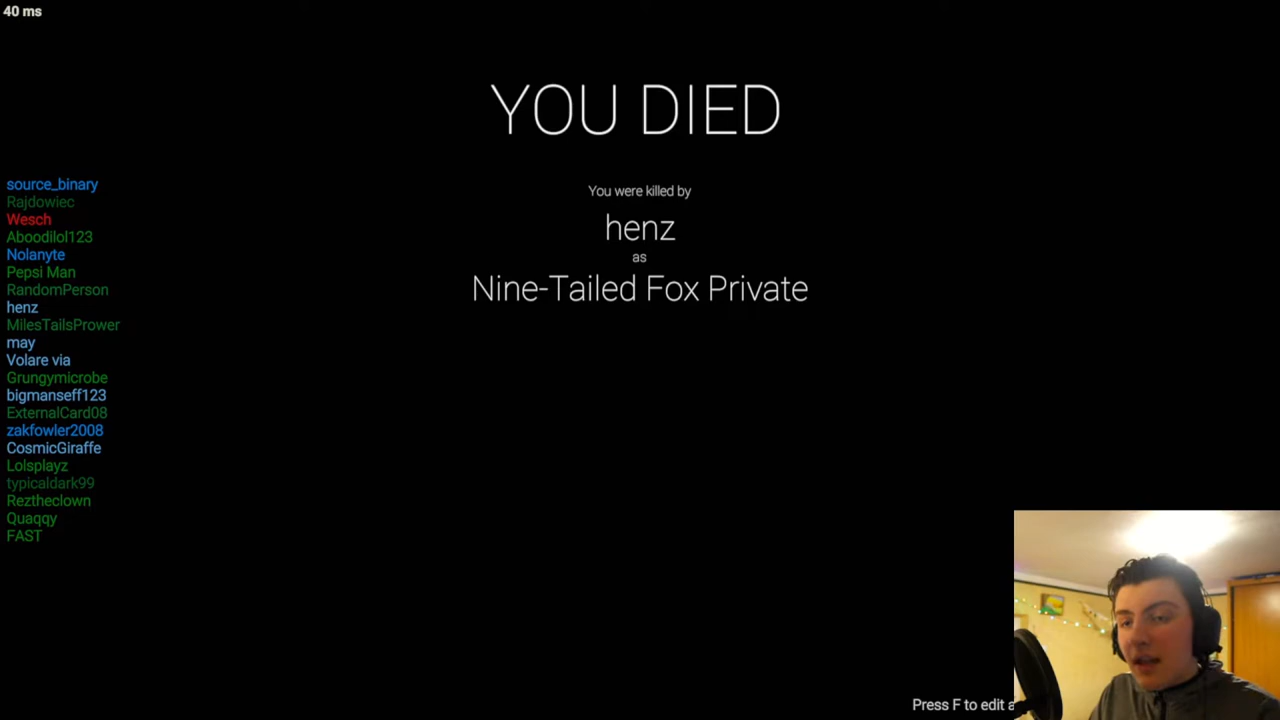 40 ms
YOU DIED
You were killed by
henz
as
Nine-Tailed Fox Private
source_binary
Rajdowiec
Wesch
Aboodilol123
Nolanyte
Pepsi Man
RandomPerson
henz
MilesTailsPrower
may
Volare via
Grungymicrobe
bigmanseff123
ExternalCard08
zakfowler2008
CosmicGiraffe
Lolsplayz
typicaldark99
Reztheclown
Quaqqy
FAST
Press F to edit a